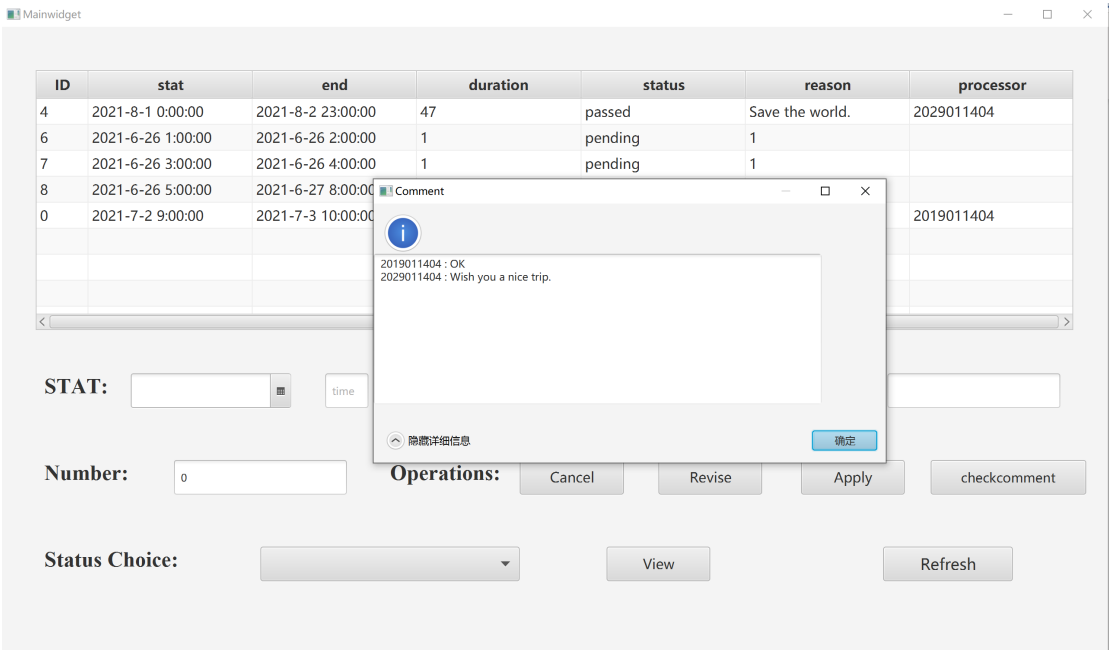 Mainwidget
ID stat end duration status reason processor
4 2021-8-1 0:00:00 2021-8-2 23:00:00 47 passed Save the world. 2029011404
6 2021-6-26 1:00:00 2021-6-26 2:00:00 1 pending 1
7 2021-6-26 3:00:00 2021-6-26 4:00:00 1 pending 1
8 2021-6-26 5:00:00 2021-6-27 8:00:00
0 2021-7-2 9:00:00 2021-7-3 10:00:00 2019011404
Comment
2019011404 : OK
2029011404 : Wish you a nice trip.
隐藏详细信息 确定
STAT: time
Number: 0 Operations: Cancel Revise Apply checkcomment
Status Choice: View Refresh